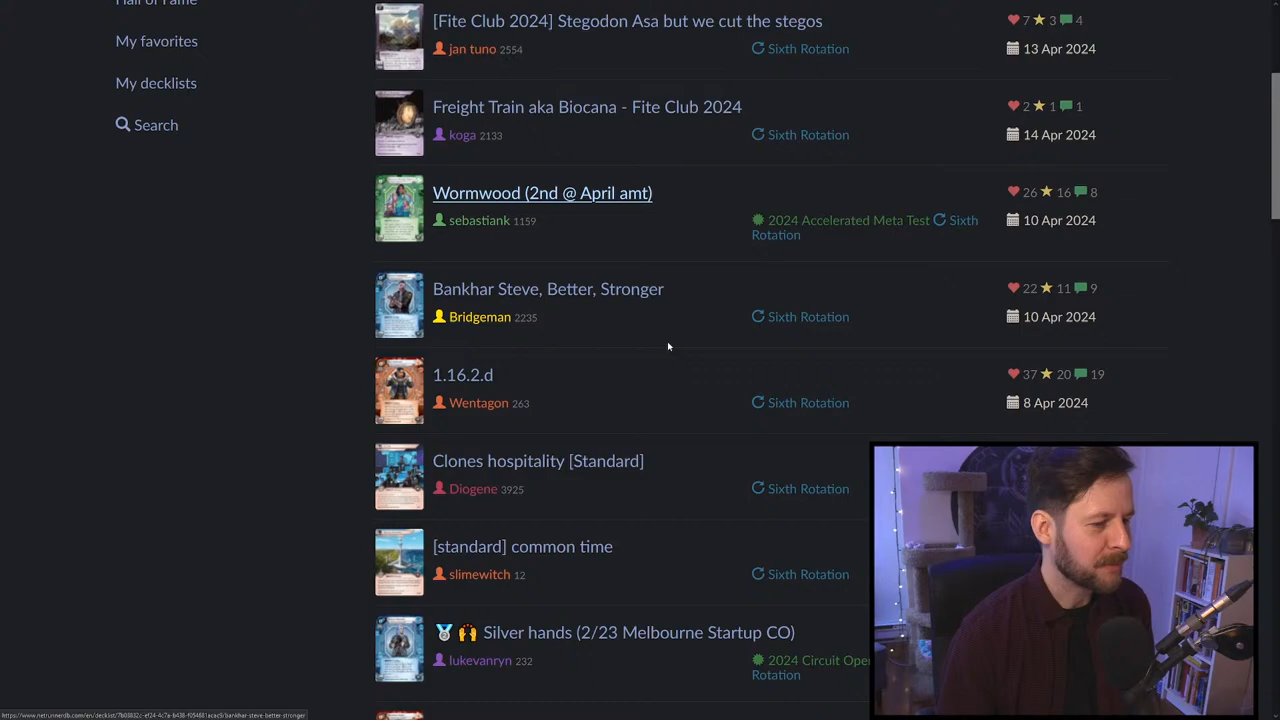 Hall of Fame
[Fite Club 2024] Stegodon Asa but we cut the stegos
7 3 4
jan tuno 2554
Sixth Rotation
13 Apr 202
My favorites
My decklists
Freight Train aka Biocana - Fite Club 2024
2 1 1
Search
koga 2133
Sixth Rotation
14 Apr 202
Wormwood (2nd @ April amt)
26 16 8
sebastiank 1159
2024 Accelerated Meta Test Sixth
Rotation
10 Apr 202
Bankhar Steve, Better, Stronger
22 11 9
Bridgeman 2235
Sixth Rotation
10 Apr 202
1.16.2.d
37 20 19
Wentagon 263
Sixth Rotation
8 Apr 2024
Clones hospitality [Standard]
Diogene 3925
Sixth Rotation
[standard] common time
slimewitch 12
Sixth Rotation
Silver hands (2/23 Melbourne Startup CO)
lukevanryn 232
2024 Circuit Ope
Rotation